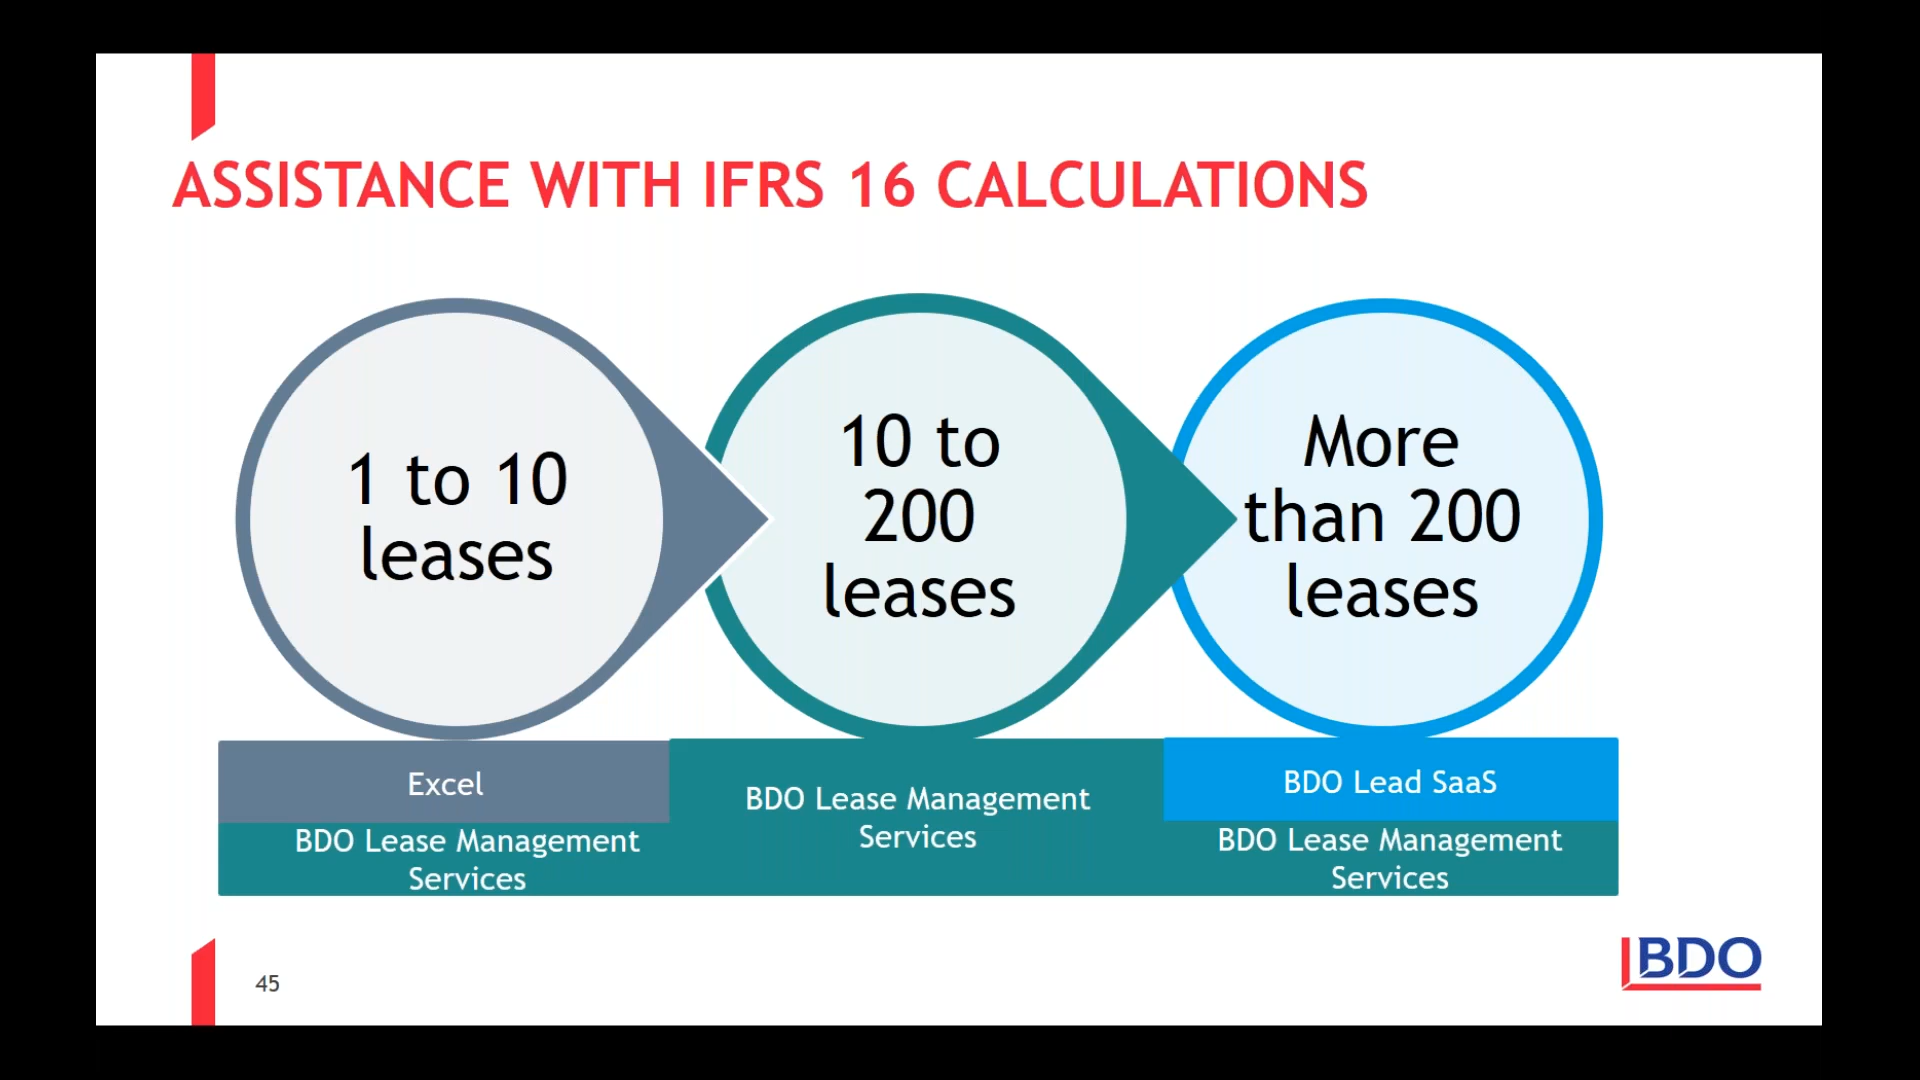 ASSISTANCE WITH IFRS 16 CALCULATIONS
1 to 10
leases
10 to
200
leases
More
than 200
leases
Excel
BDO Lease Management
Services
BDO Lease Management
Services
BDO Lead SaaS
BDO Lease Management
Services
45
BDO